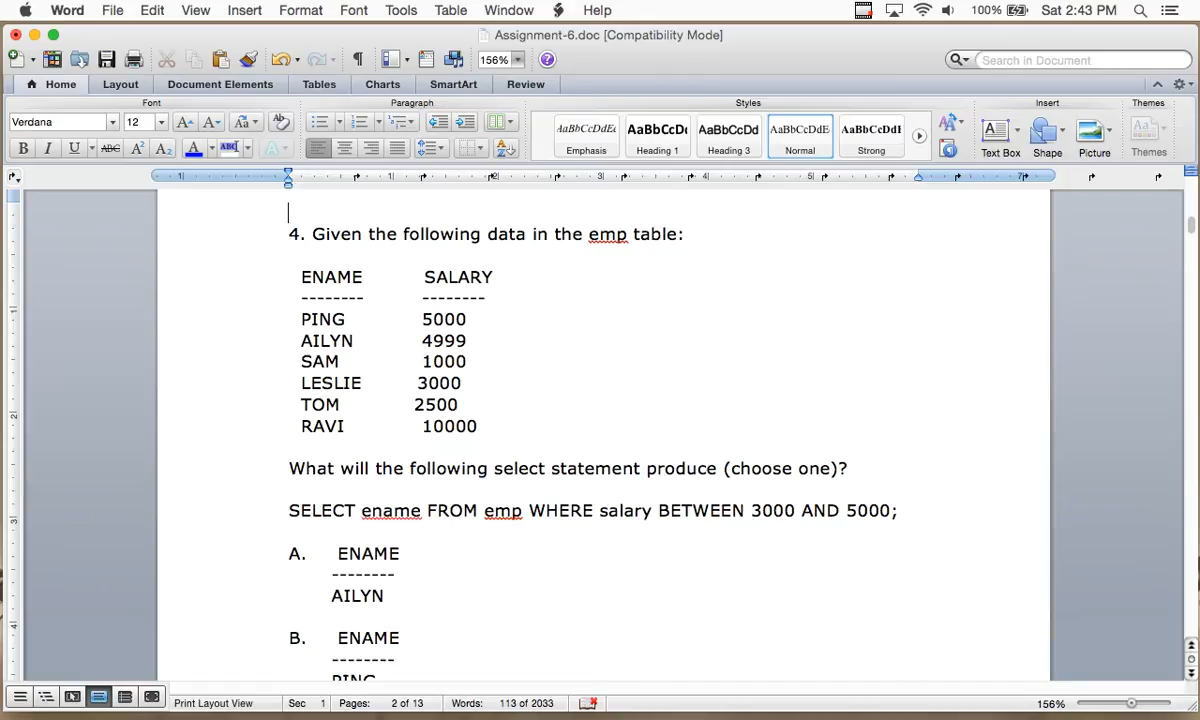 Word File Edit View Insert Format Font Tools Table Window Help 100% Sat 2:43 PM
Assignment-6.doc [Compatibility Mode]
156% Search in Document
Home Layout Document Elements Tables Charts SmartArt Review
Font Paragraph Styles Insert Themes
Verdana 12
Emphasis Heading 1 Heading 3 Normal Strong Text Box Shape Picture Themes
4. Given the following data in the emp table:
ENAME SALARY
-------- --------
PING 5000
AILYN 4999
SAM 1000
LESLIE 3000
TOM 2500
RAVI 10000
What will the following select statement produce (choose one)?
SELECT ename FROM emp WHERE salary BETWEEN 3000 AND 5000;
A. ENAME
--------
AILYN
B. ENAME
--------
PING
Print Layout View Sec 1 Pages: 2 of 13 Words: 113 of 2033 156%